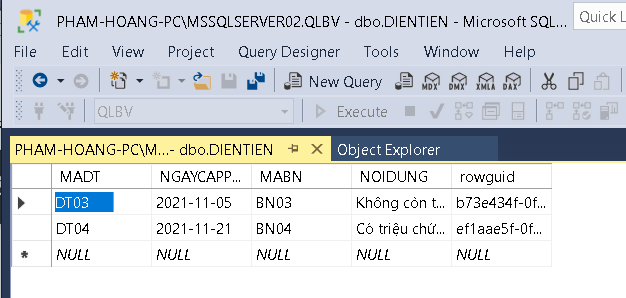 PHAM-HOANG-PC\MSSQLSERVER02.QLBV - dbo.DIENTIEN - Microsoft SQL...
Quick L
File Edit View Project Query Designer Tools Window Help
New Query MDX DMX XMLA DAX
QLBV Execute
PHAM-HOANG-PC\M...- dbo.DIENTIEN Object Explorer
MADT NGAYCAPP... MABN NOIDUNG rowguid
DT03 2021-11-05 BN03 Không còn t... b73e434f-0f...
DT04 2021-11-21 BN04 Có triệu chứ... ef1aae5f-0f...
NULL NULL NULL NULL NULL